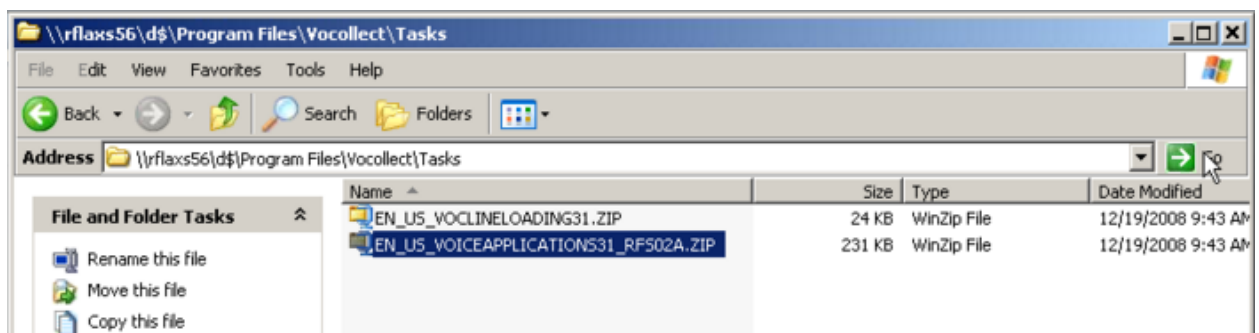 \\rflaxs56\d$\Program Files\Vocollect\Tasks
File Edit View Favorites Tools Help
Back Search Folders
Address \\rflaxs56\d$\Program Files\Vocollect\Tasks
Name Size Type Date Modified
File and Folder Tasks
EN_US_VOCLINELOADING31.ZIP 24 KB WinZip File 12/19/2008 9:43 AM
EN_US_VOICEAPPLICATIONS31_RFS02A.ZIP 231 KB WinZip File 12/19/2008 9:43 AM
Rename this file
Move this file
Copy this file